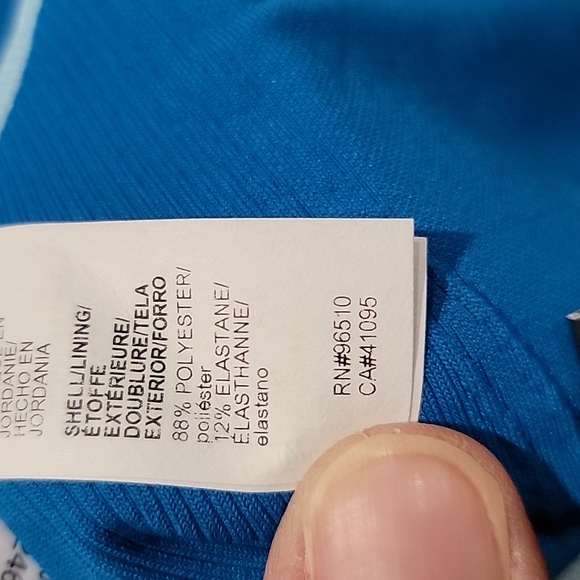 JORDANIE/
HECHO EN
JORDANIA
SHELL/LINING/
ÉTOFFE
EXTÉRIEURE/
DOUBLURE/TELA
EXTERIOR/FORRO
88% POLYESTER/
poliéster
12% ELASTANE/
ÉLASTHANNE/
elastano
RN#96510
CA#41095